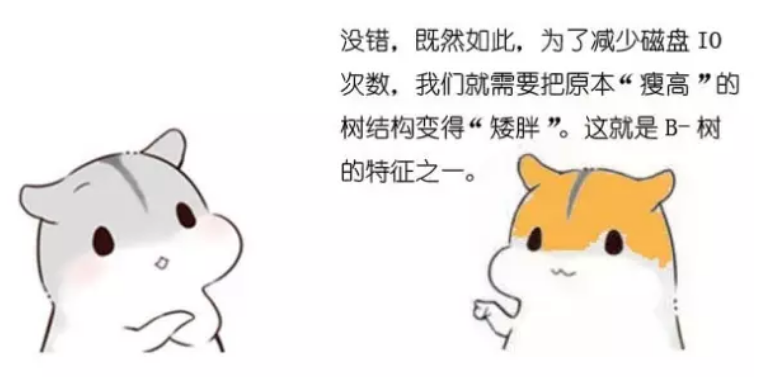 没错，既然如此，为了减少磁盘 IO
次数，我们就需要把原本“瘦高”的
树结构变得“矮胖”。这就是 B- 树
的特征之一。